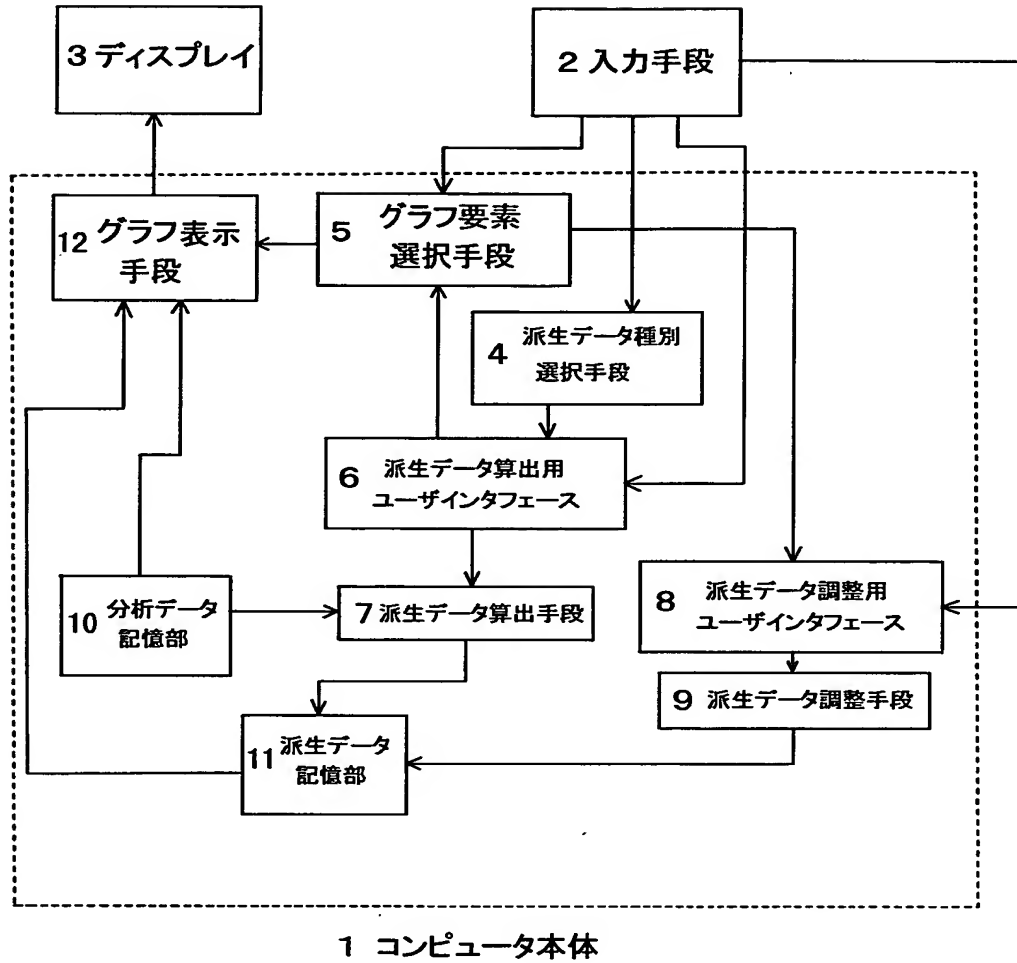 3 ディスプレイ
2 入力手段
12 グラフ表示
手段
5 グラフ要素
選択手段
4 派生データ種別
選択手段
6 派生データ算出用
ユーザインタフェース
10 分析データ
記憶部
7 派生データ算出手段
8 派生データ調整用
ユーザインタフェース
9 派生データ調整手段
11 派生データ
記憶部
1 コンピュータ本体